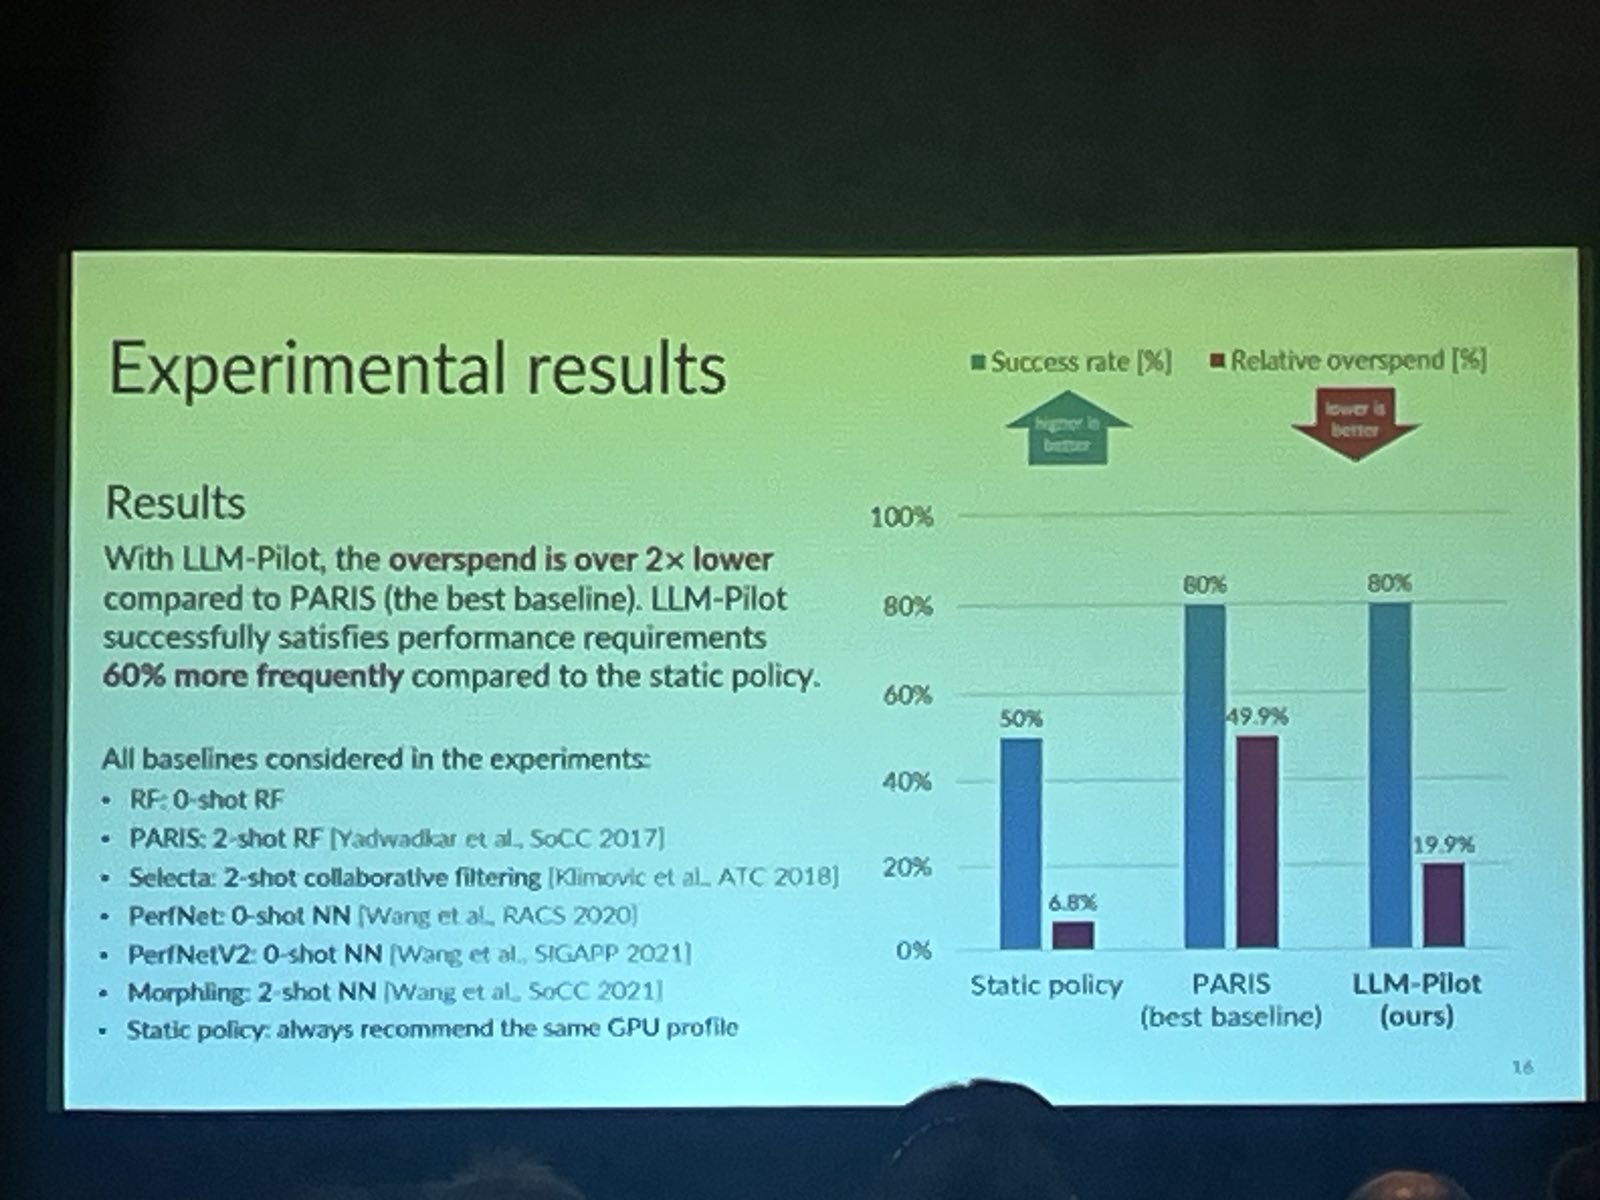 Experimental results
Results
With LLM-Pilot, the overspend is over 2× lower
compared to PARIS (the best baseline). LLM-Pilot
successfully satisfies performance requirements
60% more frequently compared to the static policy.
All baselines considered in the experiments:
• RF: 0-shot RF
• PARIS: 2-shot RF [Yadwadkar et al., SoCC 2017]
• Selecta: 2-shot collaborative filtering [Klimovic et al., ATC 2018]
• PerfNet: 0-shot NN [Wang et al., RACS 2020]
• PerfNetV2: 0-shot NN [Wang et al., SIGAPP 2021]
• Morphling: 2-shot NN [Wang et al., SoCC 2021]
• Static policy: always recommend the same GPU profile
Success rate [%] Relative overspend [%]
higher is
better
lower is
better
100%
80%
60%
40%
20%
0%
50%
6.8%
80%
49.9%
80%
19.9%
Static policy
PARIS
(best baseline)
LLM-Pilot
(ours)
16